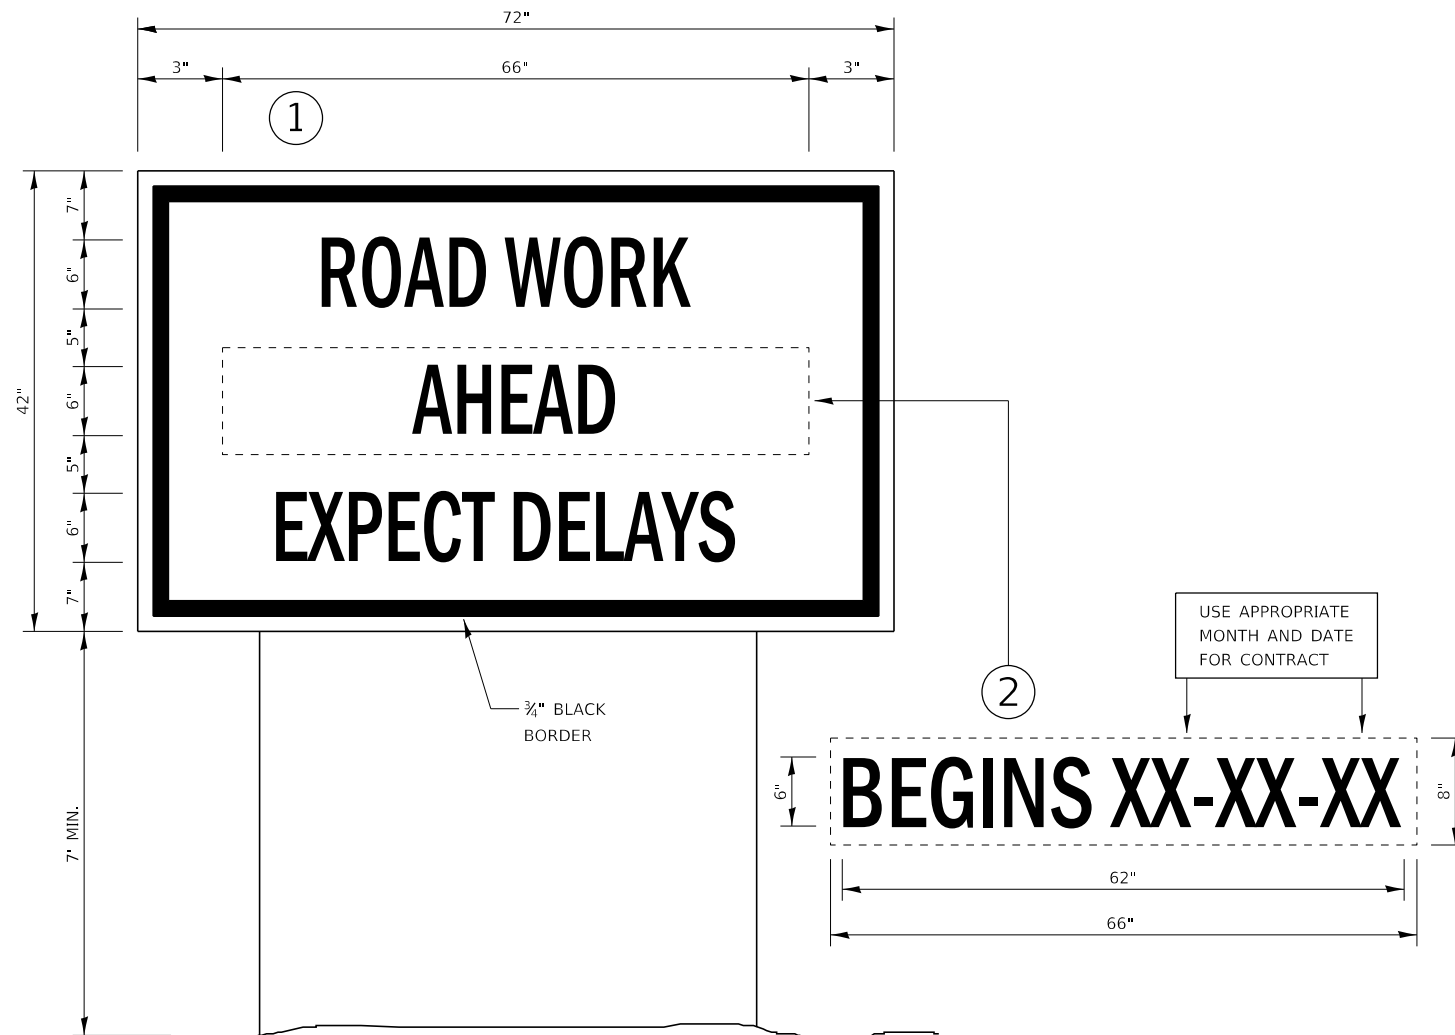 72"
3" 66" 3"
1
7"
6"
5"
6"
5"
6"
7"
42"
ROAD WORK
AHEAD
EXPECT DELAYS
7' MIN.
¾" BLACK
BORDER
2
USE APPROPRIATE
MONTH AND DATE
FOR CONTRACT
6"
BEGINS XX-XX-XX
8"
62"
66"